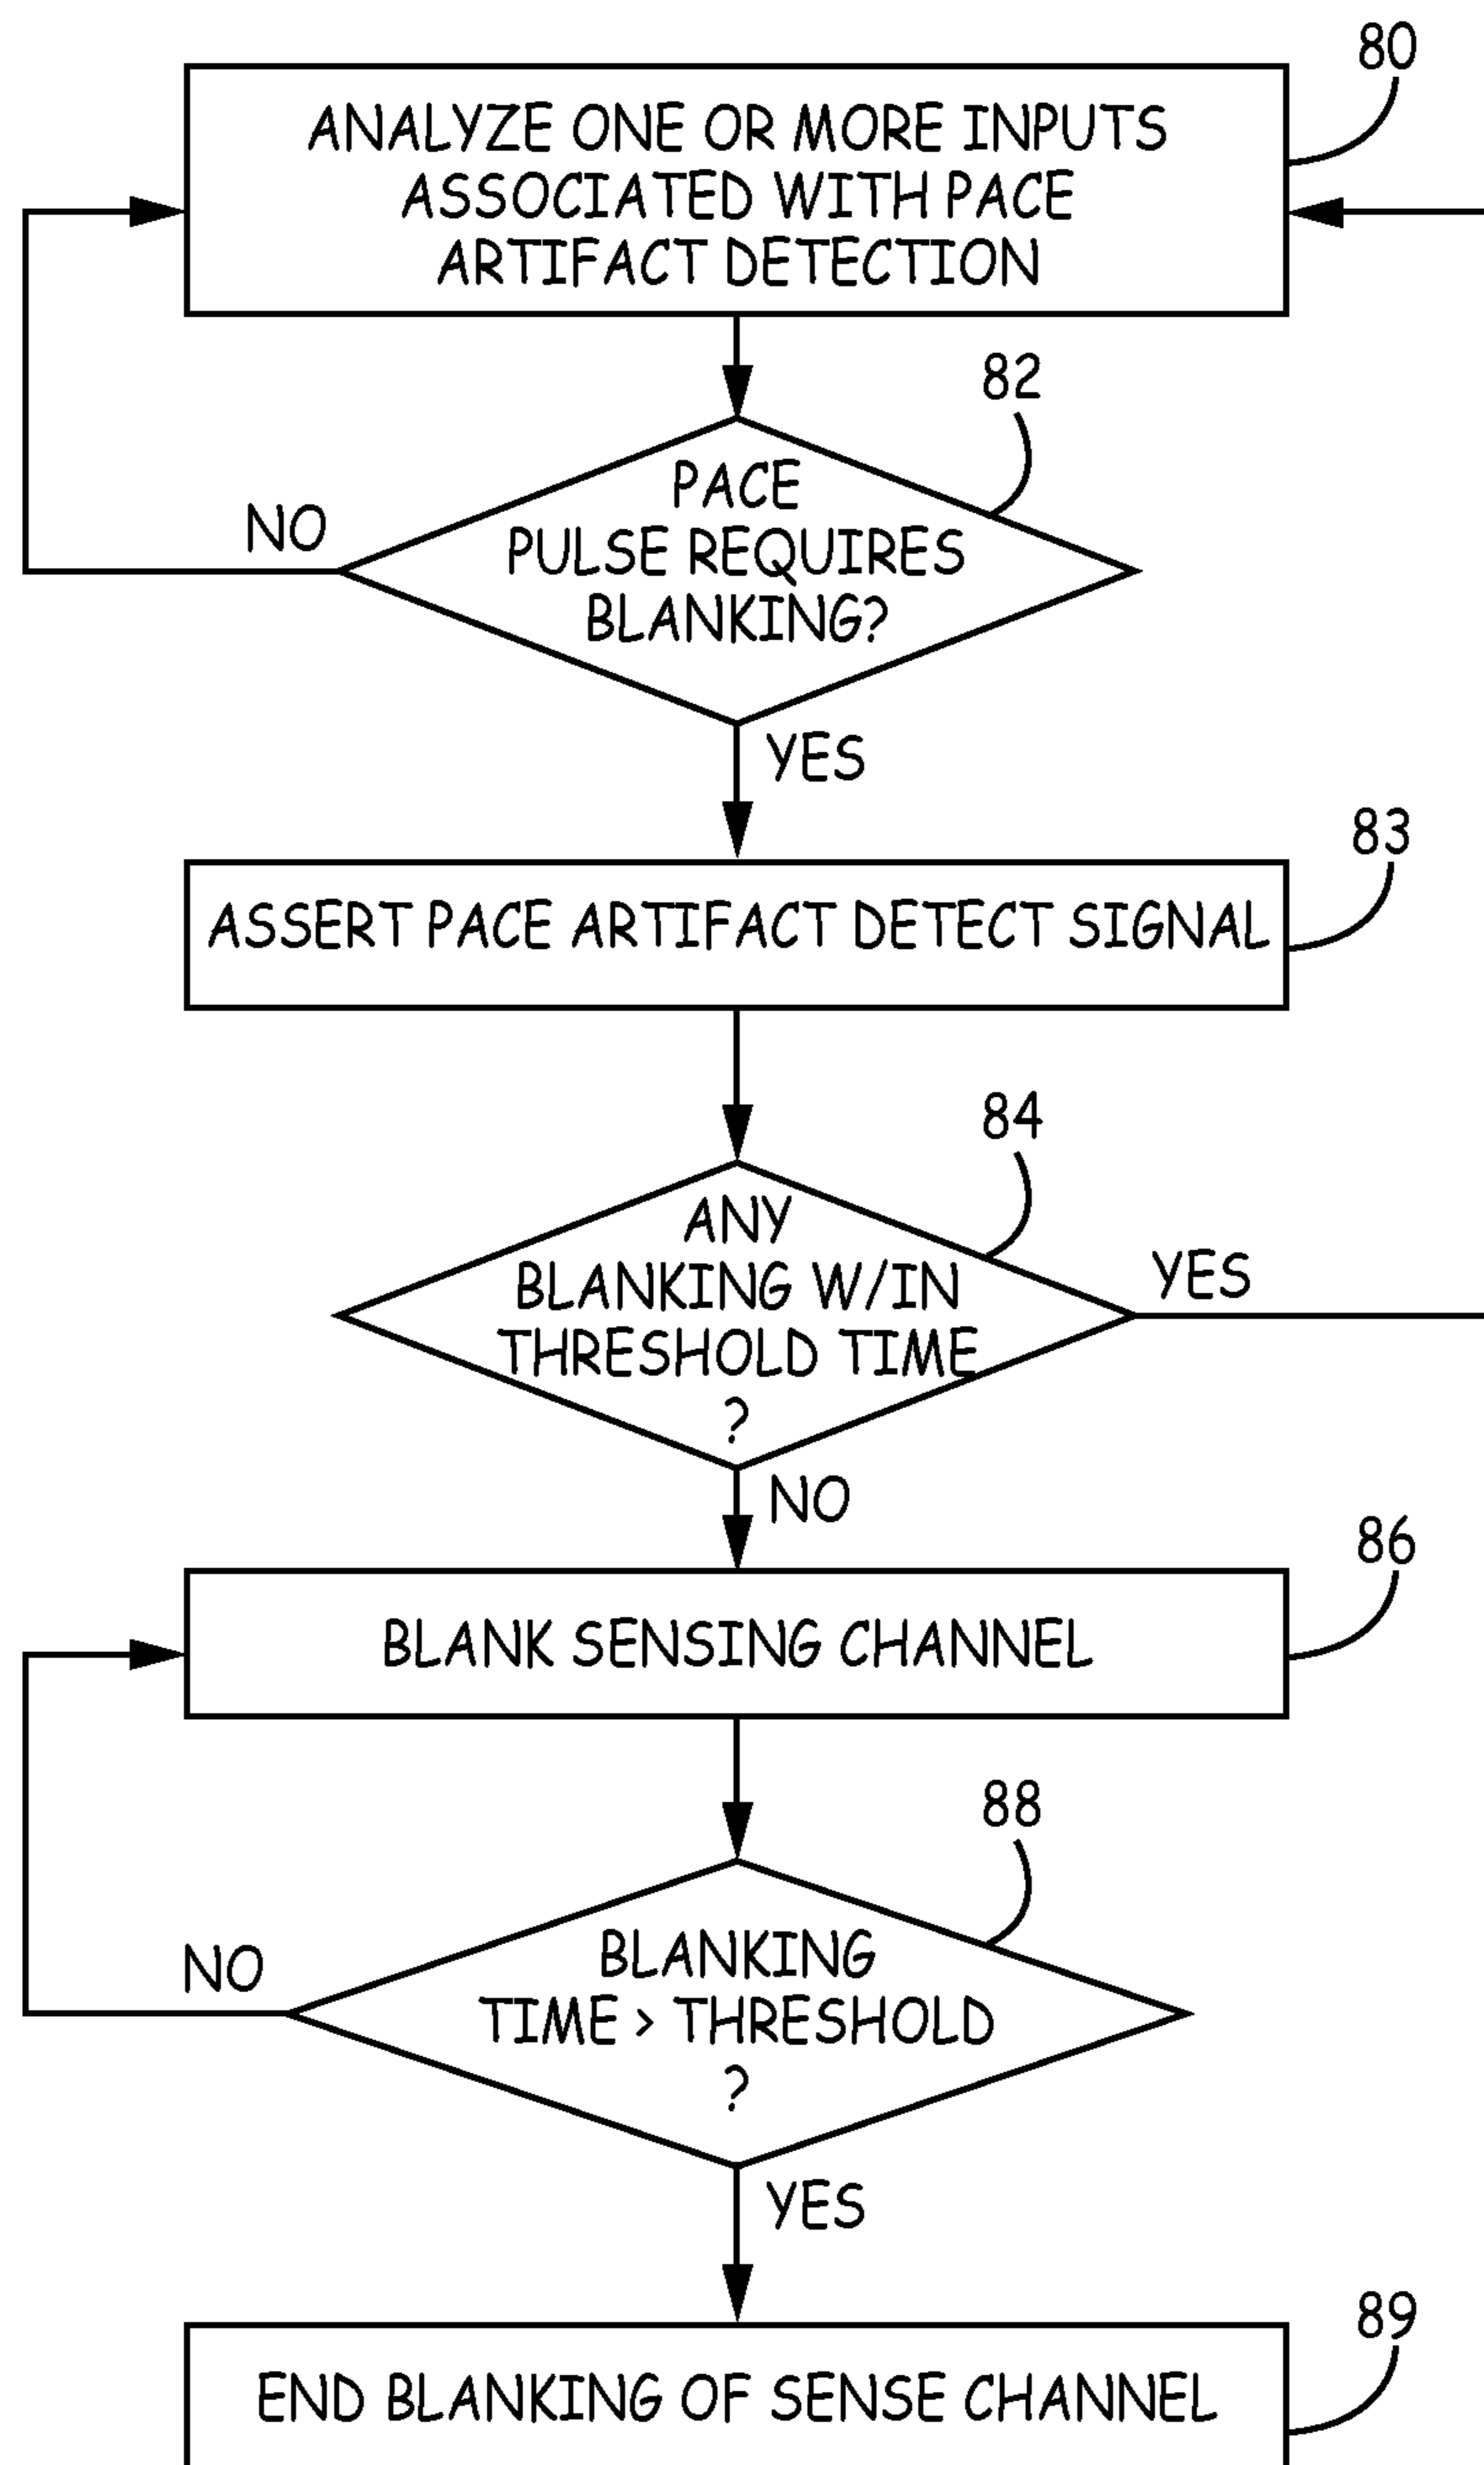 80
ANALYZE ONE OR MORE INPUTS
ASSOCIATED WITH PACE
ARTIFACT DETECTION
82
PACE
PULSE REQUIRES
BLANKING?
NO
YES
83
ASSERT PACE ARTIFACT DETECT SIGNAL
84
ANY
BLANKING W/IN
THRESHOLD TIME
?
YES
NO
86
BLANK SENSING CHANNEL
88
BLANKING
TIME > THRESHOLD
?
NO
YES
89
END BLANKING OF SENSE CHANNEL